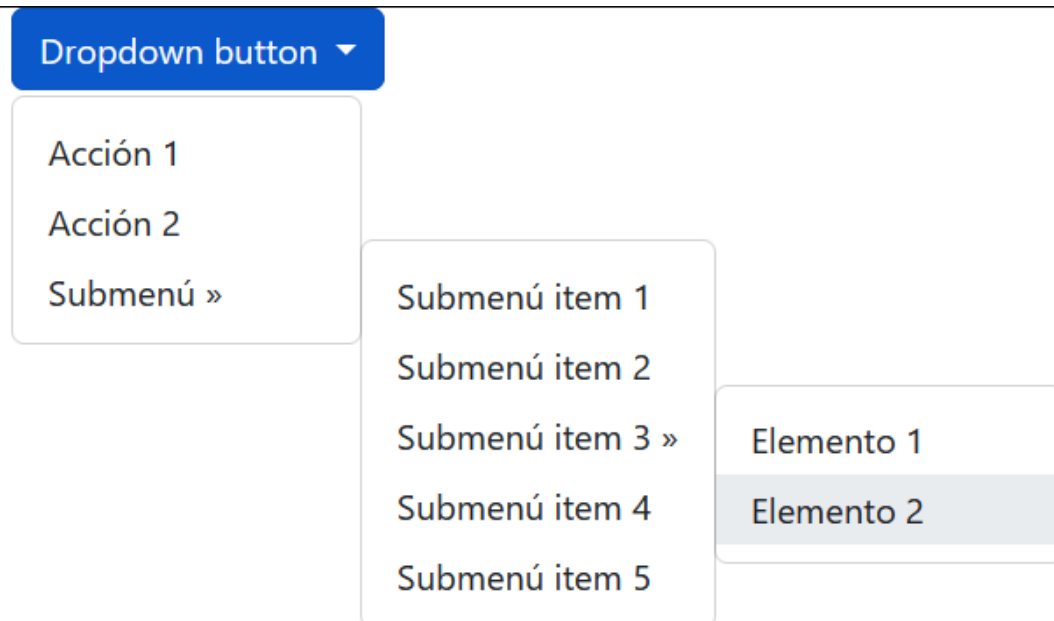 Dropdown button
Acción 1
Acción 2
Submenú »
Submenú item 1
Submenú item 2
Submenú item 3 »
Submenú item 4
Submenú item 5
Elemento 1
Elemento 2